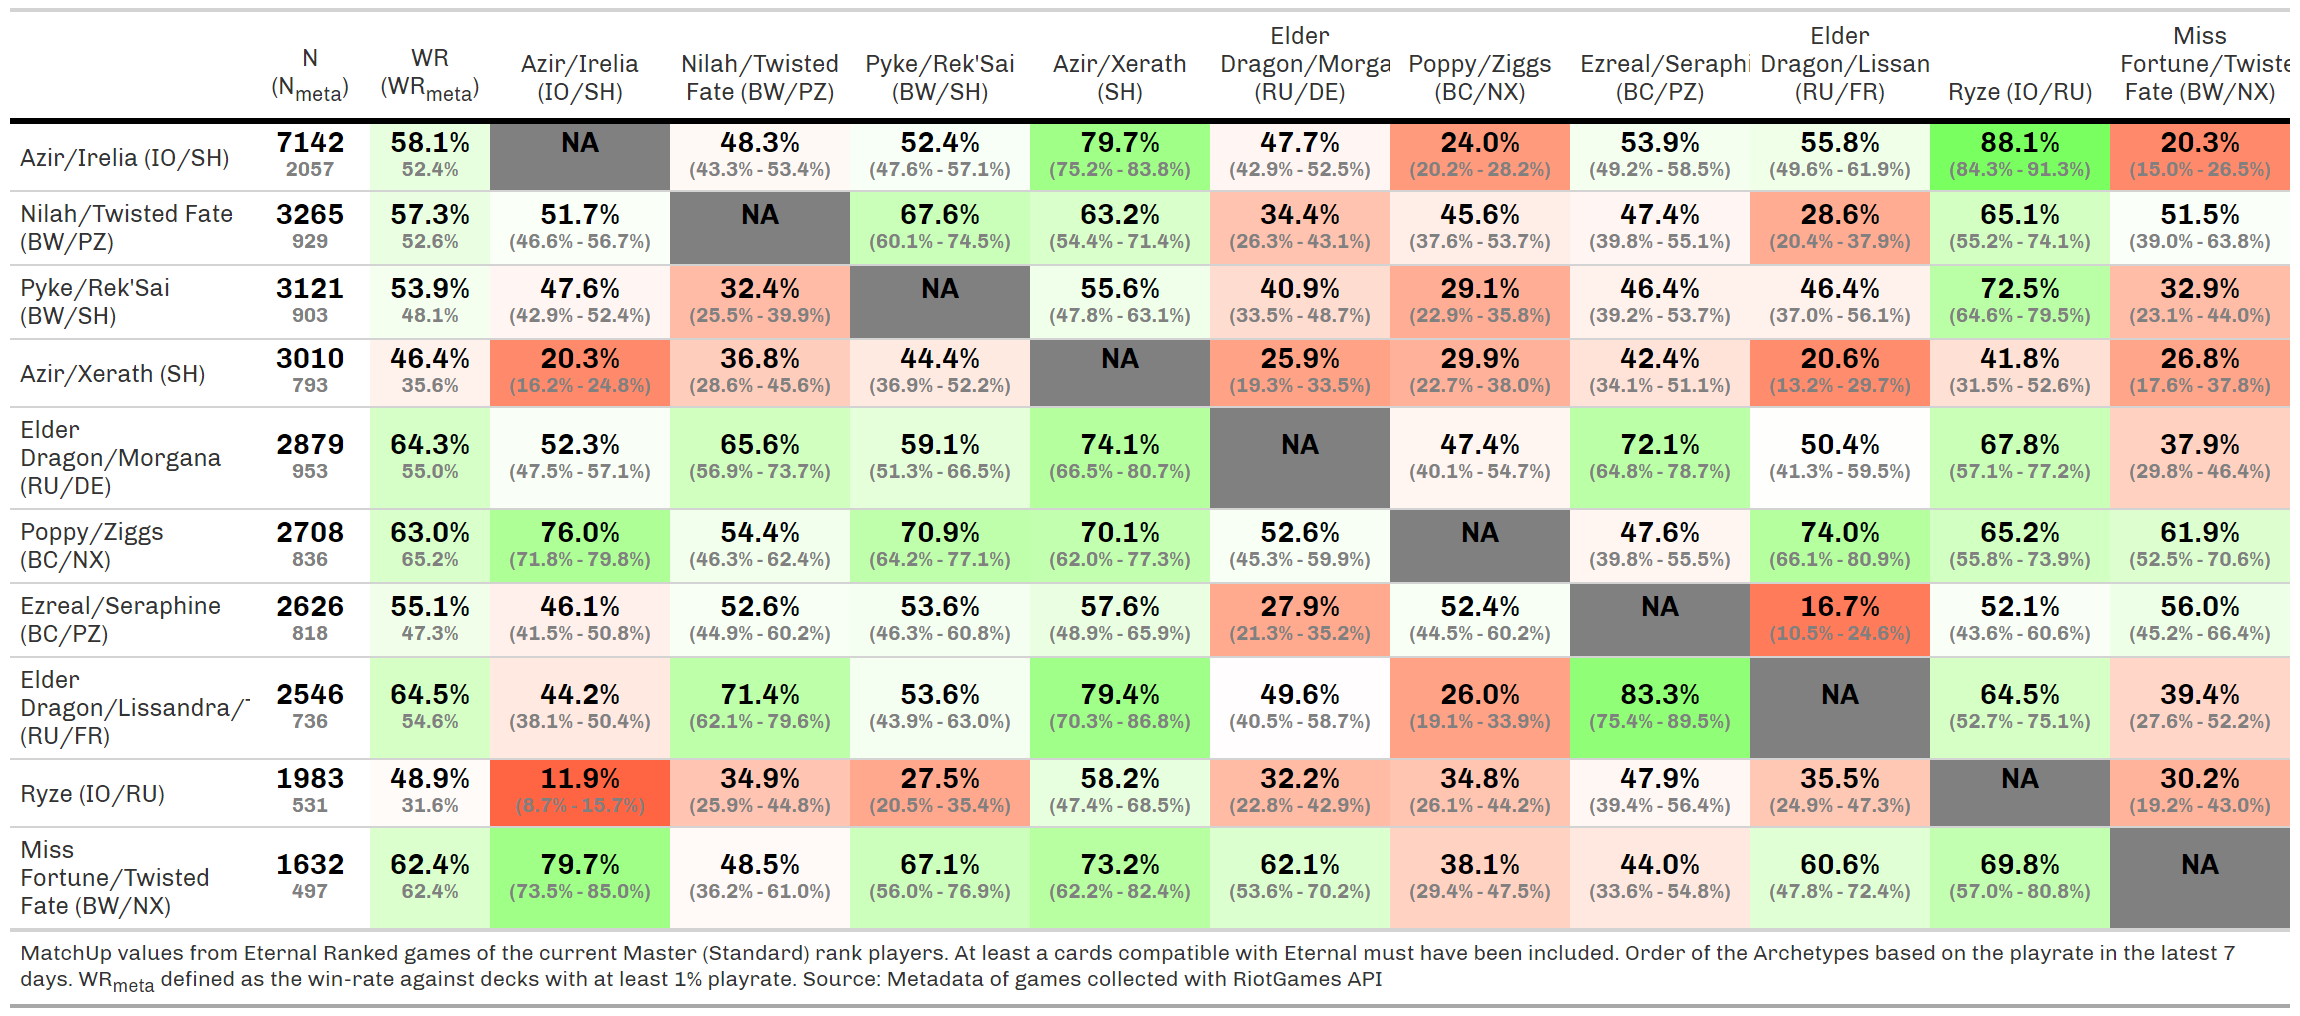 N WR Azir/Irelia Nilah/Twisted Pyke/Rek'Sai Azir/Xerath Elder Dragon/Morga Poppy/Ziggs Ezreal/Seraphi Elder Dragon/Lissan Ryze (IO/RU) Miss Fortune/Twiste
(Nmeta) (WRmeta) (IO/SH) Fate (BW/PZ) (BW/SH) (SH) (RU/DE) (BC/NX) (BC/PZ) (RU/FR) Fate (BW/NX)
Azir/Irelia (IO/SH) 7142 58.1% NA 48.3% 52.4% 79.7% 47.7% 24.0% 53.9% 55.8% 88.1% 20.3%
2057 52.4% (43.3% - 53.4%) (47.6% - 57.1%) (75.2% - 83.8%) (42.9% - 52.5%) (20.2% - 28.2%) (49.2% - 58.5%) (49.6% - 61.9%) (84.3% - 91.3%) (15.0% - 26.5%)
Nilah/Twisted Fate 3265 57.3% 51.7% NA 67.6% 63.2% 34.4% 45.6% 47.4% 28.6% 65.1% 51.5%
(BW/PZ) 929 52.6% (46.6% - 56.7%) (60.1% - 74.5%) (54.4% - 71.4%) (26.3% - 43.1%) (37.6% - 53.7%) (39.8% - 55.1%) (20.4% - 37.9%) (55.2% - 74.1%) (39.0% - 63.8%)
Pyke/Rek'Sai 3121 53.9% 47.6% 32.4% NA 55.6% 40.9% 29.1% 46.4% 46.4% 72.5% 32.9%
(BW/SH) 903 48.1% (42.9% - 52.4%) (25.5% - 39.9%) (47.8% - 63.1%) (33.5% - 48.7%) (22.9% - 35.8%) (39.2% - 53.7%) (37.0% - 56.1%) (64.6% - 79.5%) (23.1% - 44.0%)
Azir/Xerath (SH) 3010 46.4% 20.3% 36.8% 44.4% NA 25.9% 29.9% 42.4% 20.6% 41.8% 26.8%
793 35.6% (16.2% - 24.8%) (28.6% - 45.6%) (36.9% - 52.2%) (19.3% - 33.5%) (22.7% - 38.0%) (34.1% - 51.1%) (13.2% - 29.7%) (31.5% - 52.6%) (17.6% - 37.8%)
Elder
Dragon/Morgana 2879 64.3% 52.3% 65.6% 59.1% 74.1% NA 47.4% 72.1% 50.4% 67.8% 37.9%
(RU/DE) 953 55.0% (47.5% - 57.1%) (56.9% - 73.7%) (51.3% - 66.5%) (66.5% - 80.7%) (40.1% - 54.7%) (64.8% - 78.7%) (41.3% - 59.5%) (57.1% - 77.2%) (29.8% - 46.4%)
Poppy/Ziggs 2708 63.0% 76.0% 54.4% 70.9% 70.1% 52.6% NA 47.6% 74.0% 65.2% 61.9%
(BC/NX) 836 65.2% (71.8% - 79.8%) (46.3% - 62.4%) (64.2% - 77.1%) (62.0% - 77.3%) (45.3% - 59.9%) (39.8% - 55.5%) (66.1% - 80.9%) (55.8% - 73.9%) (52.5% - 70.6%)
Ezreal/Seraphine 2626 55.1% 46.1% 52.6% 53.6% 57.6% 27.9% 52.4% NA 16.7% 52.1% 56.0%
(BC/PZ) 818 47.3% (41.5% - 50.8%) (44.9% - 60.2%) (46.3% - 60.8%) (48.9% - 65.9%) (21.3% - 35.2%) (44.5% - 60.2%) (10.5% - 24.6%) (43.6% - 60.6%) (45.2% - 66.4%)
Elder
Dragon/Lissandra/ 2546 64.5% 44.2% 71.4% 53.6% 79.4% 49.6% 26.0% 83.3% NA 64.5% 39.4%
(RU/FR) 736 54.6% (38.1% - 50.4%) (62.1% - 79.6%) (43.9% - 63.0%) (70.3% - 86.8%) (40.5% - 58.7%) (19.1% - 33.9%) (75.4% - 89.5%) (52.7% - 75.1%) (27.6% - 52.2%)
Ryze (IO/RU) 1983 48.9% 11.9% 34.9% 27.5% 58.2% 32.2% 34.8% 47.9% 35.5% NA 30.2%
531 31.6% (8.7% - 15.7%) (25.9% - 44.8%) (20.5% - 35.4%) (47.4% - 68.5%) (22.8% - 42.9%) (26.1% - 44.2%) (39.4% - 56.4%) (24.9% - 47.3%) (19.2% - 43.0%)
Miss
Fortune/Twisted 1632 62.4% 79.7% 48.5% 67.1% 73.2% 62.1% 38.1% 44.0% 60.6% 69.8% NA
Fate (BW/NX) 497 62.4% (73.5% - 85.0%) (36.2% - 61.0%) (56.0% - 76.9%) (62.2% - 82.4%) (53.6% - 70.2%) (29.4% - 47.5%) (33.6% - 54.8%) (47.8% - 72.4%) (57.0% - 80.8%)
MatchUp values from Eternal Ranked games of the current Master (Standard) rank players. At least a cards compatible with Eternal must have been included. Order of the Archetypes based on the playrate in the latest 7
days. WRmeta defined as the win-rate against decks with at least 1% playrate. Source: Metadata of games collected with RiotGames API